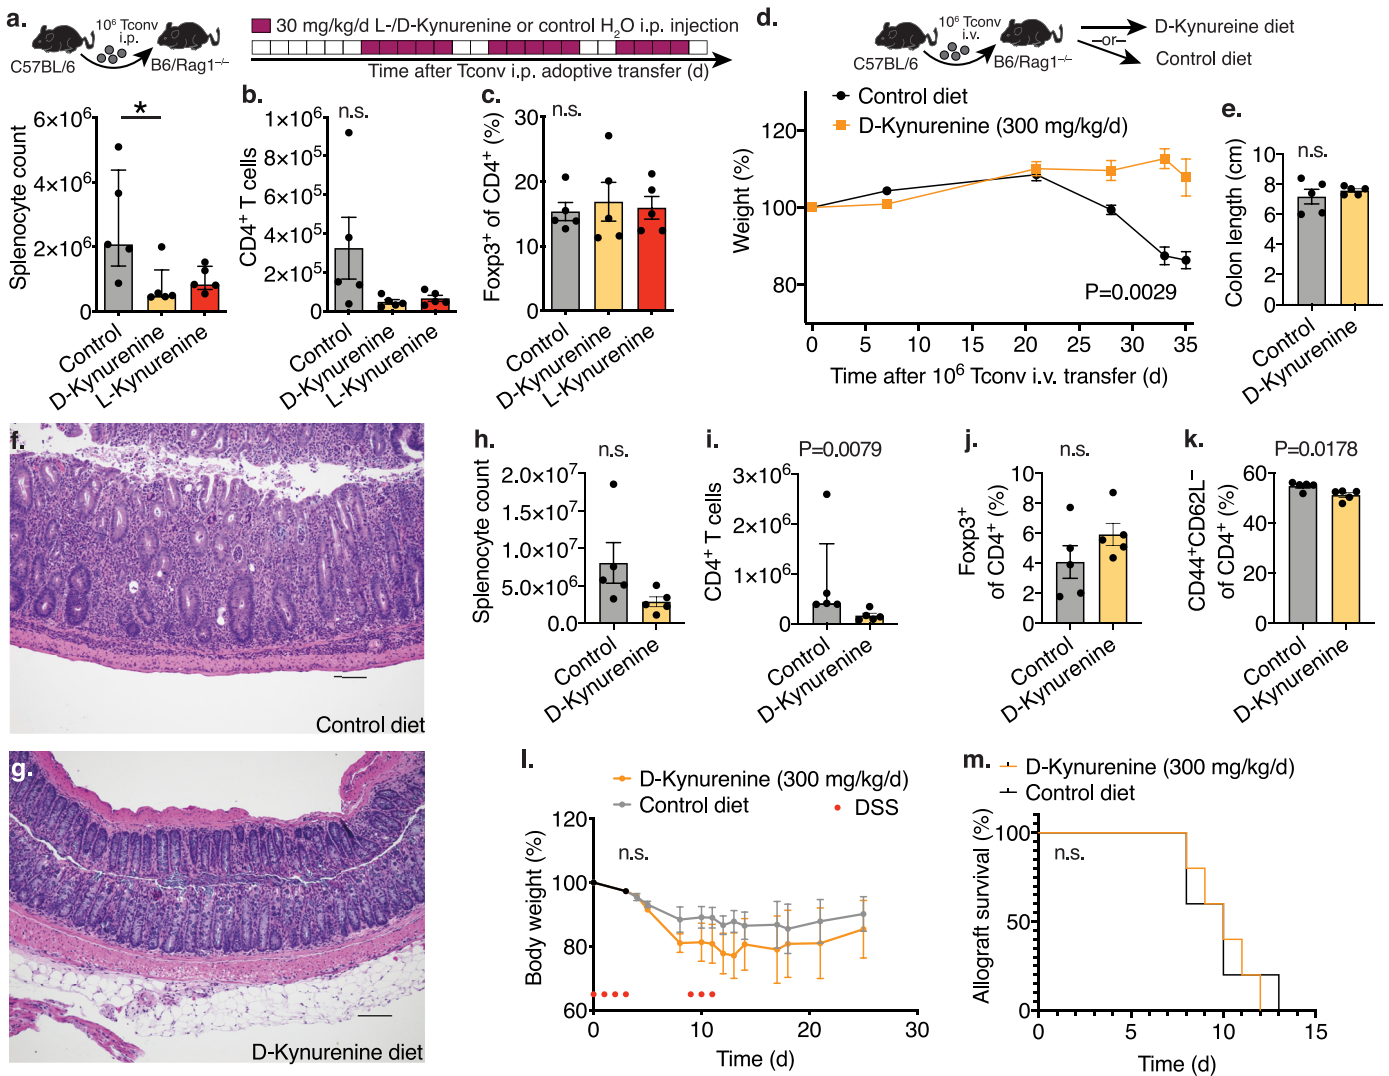 a.
10⁶ Tconv
i.p.
C57BL/6
B6/Rag1⁻/⁻
30 mg/kg/d L-/D-Kynurenine or control H₂O i.p. injection
Time after Tconv i.p. adoptive transfer (d)
Splenocyte count
6×10⁶
4×10⁶
2×10⁶
0
*
Control
D-Kynurenine
L-Kynurenine
b.
n.s.
CD4⁺ T cells
1×10⁶
8×10⁵
6×10⁵
4×10⁵
2×10⁵
0
Control
D-Kynurenine
L-Kynurenine
c.
n.s.
Foxp3⁺ of CD4⁺ (%)
30
20
10
0
Control
D-Kynurenine
L-Kynurenine
d.
10⁶ Tconv
i.v.
C57BL/6
B6/Rag1⁻/⁻
D-Kynureine diet
–or–
Control diet
Control diet
D-Kynurenine (300 mg/kg/d)
Weight (%)
120
100
80
P=0.0029
0 5 10 15 20 25 30 35
Time after 10⁶ Tconv i.v. transfer (d)
e.
n.s.
Colon length (cm)
10
8
6
4
2
0
Control
D-Kynurenine
f.
Control diet
g.
D-Kynurenine diet
h.
n.s.
Splenocyte count
2.0×10⁷
1.5×10⁷
1.0×10⁷
5.0×10⁶
0.0
Control
D-Kynurenine
i.
P=0.0079
CD4⁺ T cells
3×10⁶
2×10⁶
1×10⁶
0
Control
D-Kynurenine
j.
n.s.
Foxp3⁺
of CD4⁺ (%)
10
8
6
4
2
0
Control
D-Kynurenine
k.
P=0.0178
CD44⁺CD62L⁻
of CD4⁺ (%)
60
40
20
0
Control
D-Kynurenine
l.
D-Kynurenine (300 mg/kg/d)
Control diet
DSS
n.s.
Body weight (%)
120
100
80
60
0 10 20 30
Time (d)
m.
D-Kynurenine (300 mg/kg/d)
Control diet
n.s.
Allograft survival (%)
100
50
0
5 10 15
Time (d)